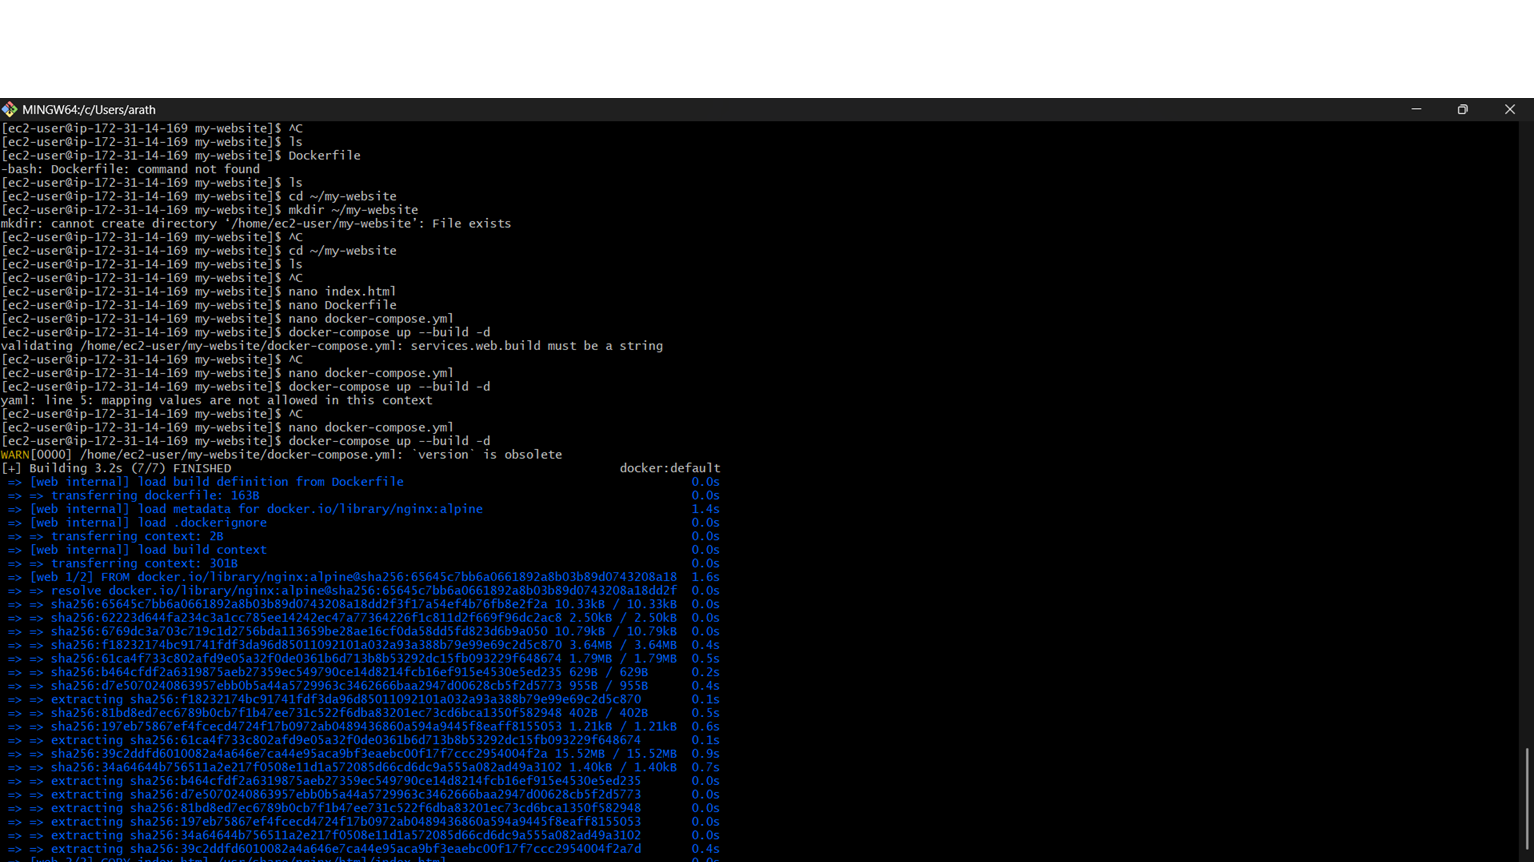 MINGW64:/c/Users/arath
[ec2-user@ip-172-31-14-169 my-website]$ ^C
[ec2-user@ip-172-31-14-169 my-website]$ ls
[ec2-user@ip-172-31-14-169 my-website]$ Dockerfile
-bash: Dockerfile: command not found
[ec2-user@ip-172-31-14-169 my-website]$ ls
[ec2-user@ip-172-31-14-169 my-website]$ cd ~/my-website
[ec2-user@ip-172-31-14-169 my-website]$ mkdir ~/my-website
mkdir: cannot create directory ‘/home/ec2-user/my-website’: File exists
[ec2-user@ip-172-31-14-169 my-website]$ ^C
[ec2-user@ip-172-31-14-169 my-website]$ cd ~/my-website
[ec2-user@ip-172-31-14-169 my-website]$ ls
[ec2-user@ip-172-31-14-169 my-website]$ ^C
[ec2-user@ip-172-31-14-169 my-website]$ nano index.html
[ec2-user@ip-172-31-14-169 my-website]$ nano Dockerfile
[ec2-user@ip-172-31-14-169 my-website]$ nano docker-compose.yml
[ec2-user@ip-172-31-14-169 my-website]$ docker-compose up --build -d
validating /home/ec2-user/my-website/docker-compose.yml: services.web.build must be a string
[ec2-user@ip-172-31-14-169 my-website]$ ^C
[ec2-user@ip-172-31-14-169 my-website]$ nano docker-compose.yml
[ec2-user@ip-172-31-14-169 my-website]$ docker-compose up --build -d
yaml: line 5: mapping values are not allowed in this context
[ec2-user@ip-172-31-14-169 my-website]$ ^C
[ec2-user@ip-172-31-14-169 my-website]$ nano docker-compose.yml
[ec2-user@ip-172-31-14-169 my-website]$ docker-compose up --build -d
WARN[0000] /home/ec2-user/my-website/docker-compose.yml: `version` is obsolete
[+] Building 3.2s (7/7) FINISHED docker:default
=> [web internal] load build definition from Dockerfile 0.0s
=> => transferring dockerfile: 163B 0.0s
=> [web internal] load metadata for docker.io/library/nginx:alpine 1.4s
=> [web internal] load .dockerignore 0.0s
=> => transferring context: 2B 0.0s
=> [web internal] load build context 0.0s
=> => transferring context: 301B 0.0s
=> [web 1/2] FROM docker.io/library/nginx:alpine@sha256:65645c7bb6a0661892a8b03b89d0743208a18 1.6s
=> => resolve docker.io/library/nginx:alpine@sha256:65645c7bb6a0661892a8b03b89d0743208a18dd2f 0.0s
=> => sha256:65645c7bb6a0661892a8b03b89d0743208a18dd2f3f17a54ef4b76fb8e2f2a 10.33kB / 10.33kB 0.0s
=> => sha256:62223d644fa234c3a1cc785ee14242ec47a77364226f1c811d2f669f96dc2ac8 2.50kB / 2.50kB 0.0s
=> => sha256:6769dc3a703c719c1d2756bda113659be28ae16cf0da58dd5fd823d6b9a050 10.79kB / 10.79kB 0.0s
=> => sha256:f18232174bc91741fdf3da96d85011092101a032a93a388b79e99e69c2d5c870 3.64MB / 3.64MB 0.4s
=> => sha256:61ca4f733c802afd9e05a32f0de0361b6d713b8b53292dc15fb093229f648674 1.79MB / 1.79MB 0.5s
=> => sha256:b464cfdf2a6319875aeb27359ec549790ce14d8214fcb16ef915e4530e5ed235 629B / 629B 0.2s
=> => sha256:d7e5070240863957ebb0b5a44a5729963c3462666baa2947d00628cb5f2d5773 955B / 955B 0.4s
=> => extracting sha256:f18232174bc91741fdf3da96d85011092101a032a93a388b79e99e69c2d5c870 0.1s
=> => sha256:81bd8ed7ec6789b0cb7f1b47ee731c522f6dba83201ec73cd6bca1350f582948 402B / 402B 0.5s
=> => sha256:197eb75867ef4fcecd4724f17b0972ab0489436860a594a9445f8eaff8155053 1.21kB / 1.21kB 0.6s
=> => extracting sha256:61ca4f733c802afd9e05a32f0de0361b6d713b8b53292dc15fb093229f648674 0.1s
=> => sha256:39c2ddfd6010082a4a646e7ca44e95aca9bf3eaebc00f17f7ccc2954004f2a 15.52MB / 15.52MB 0.9s
=> => sha256:34a64644b756511a2e217f0508e11d1a572085d66cd6dc9a555a082ad49a3102 1.40kB / 1.40kB 0.7s
=> => extracting sha256:b464cfdf2a6319875aeb27359ec549790ce14d8214fcb16ef915e4530e5ed235 0.0s
=> => extracting sha256:d7e5070240863957ebb0b5a44a5729963c3462666baa2947d00628cb5f2d5773 0.0s
=> => extracting sha256:81bd8ed7ec6789b0cb7f1b47ee731c522f6dba83201ec73cd6bca1350f582948 0.0s
=> => extracting sha256:197eb75867ef4fcecd4724f17b0972ab0489436860a594a9445f8eaff8155053 0.0s
=> => extracting sha256:34a64644b756511a2e217f0508e11d1a572085d66cd6dc9a555a082ad49a3102 0.0s
=> => extracting sha256:39c2ddfd6010082a4a646e7ca44e95aca9bf3eaebc00f17f7ccc2954004f2a7d 0.4s
=> [web 2/2] COPY index.html /usr/share/nginx/html/index.html 0.0s